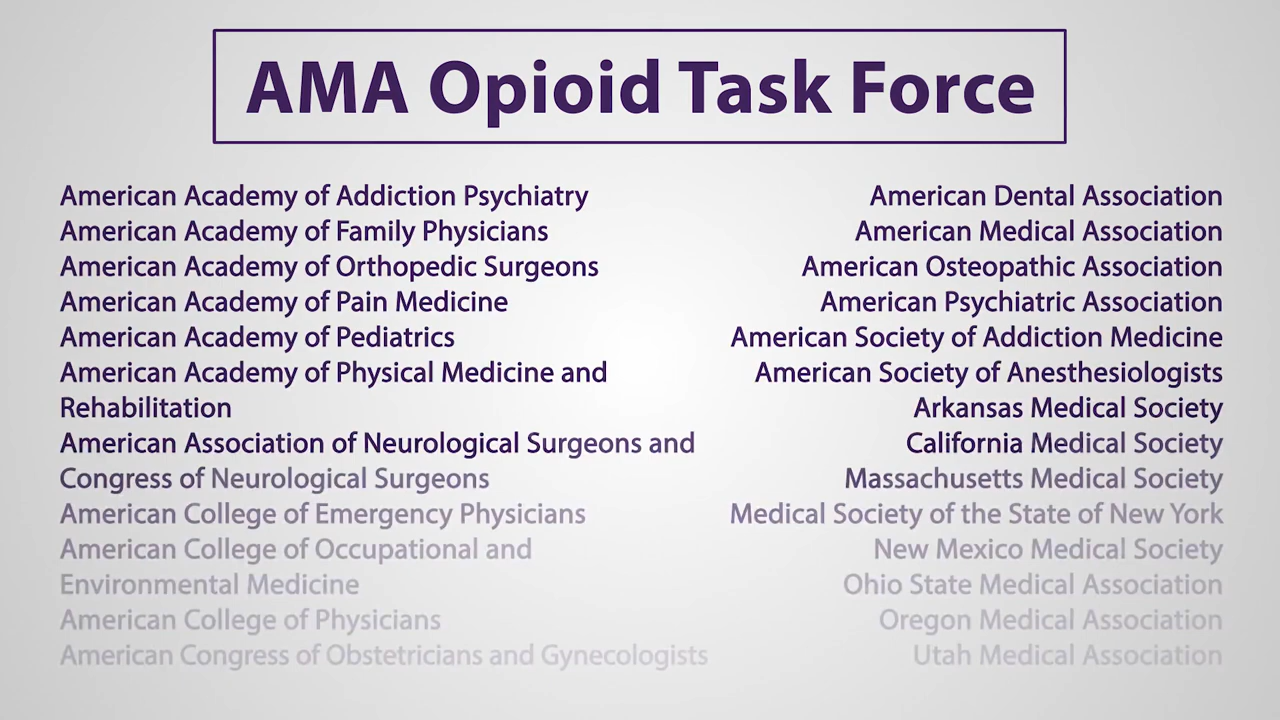 AMA Opioid Task Force
American Academy of Addiction Psychiatry
American Academy of Family Physicians
American Academy of Orthopedic Surgeons
American Academy of Pain Medicine
American Academy of Pediatrics
American Academy of Physical Medicine and
Rehabilitation
American Association of Neurological Surgeons and
Congress of Neurological Surgeons
American College of Emergency Physicians
American College of Occupational and
Environmental Medicine
American College of Physicians
American Congress of Obstetricians and Gynecologists
American Dental Association
American Medical Association
American Osteopathic Association
American Psychiatric Association
American Society of Addiction Medicine
American Society of Anesthesiologists
Arkansas Medical Society
California Medical Society
Massachusetts Medical Society
Medical Society of the State of New York
New Mexico Medical Society
Ohio State Medical Association
Oregon Medical Association
Utah Medical Association